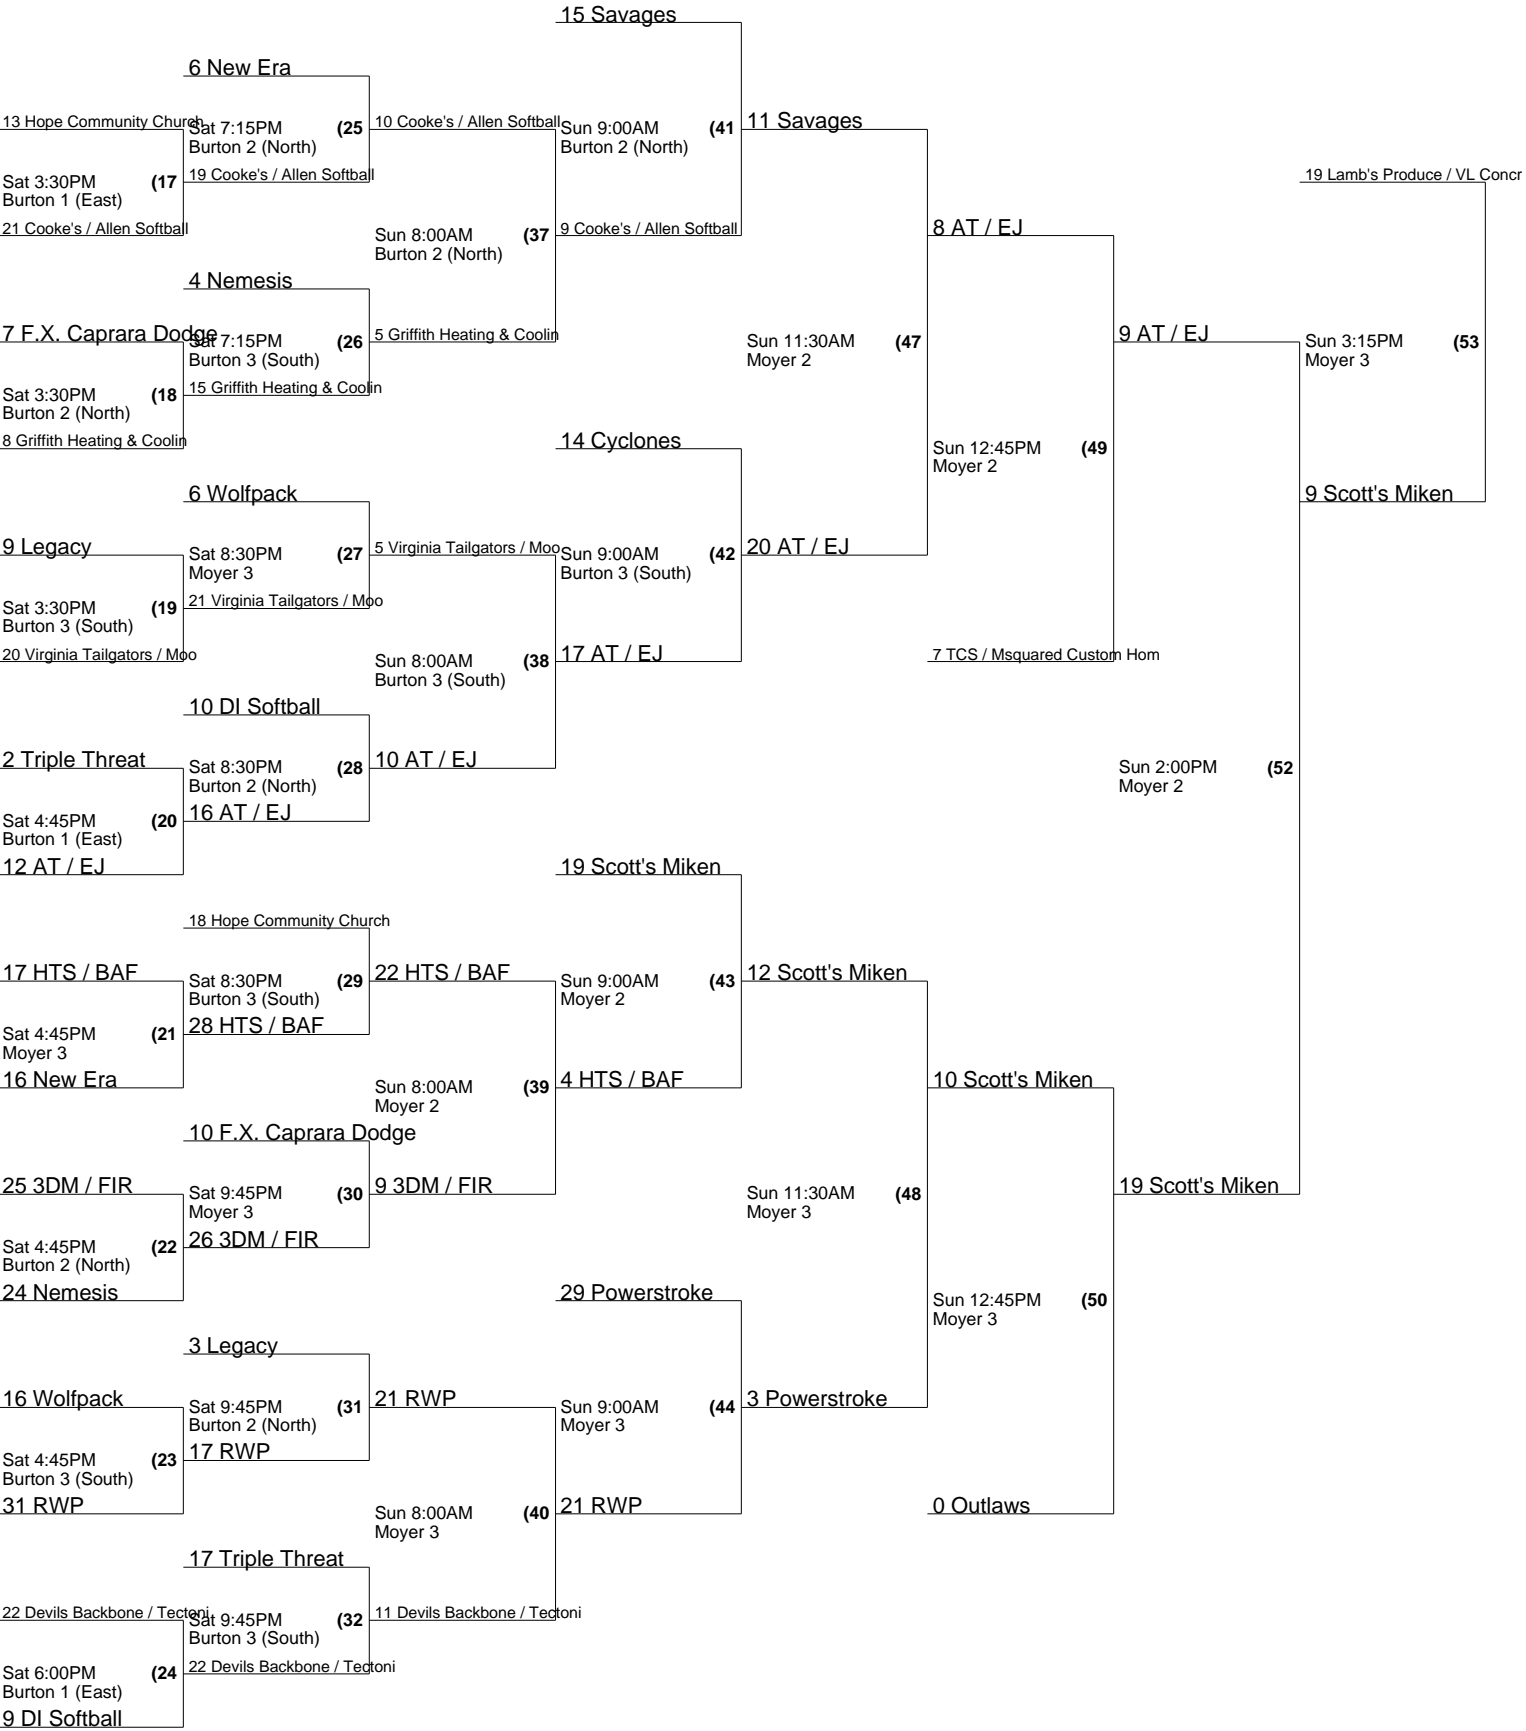 15 Savages
6 New Era
13 Hope Community Church
Sat 7:15PM (25
Burton 2 (North)
10 Cooke's / Allen Softball
Sun 9:00AM (41
Burton 2 (North)
11 Savages
Sat 3:30PM (17
Burton 1 (East)
19 Cooke's / Allen Softball
19 Lamb's Produce / VL Concr
21 Cooke's / Allen Softball
Sun 8:00AM (37
Burton 2 (North)
9 Cooke's / Allen Softball
8 AT / EJ
4 Nemesis
7 F.X. Caprara Dodge
Sat 7:15PM (26
Burton 3 (South)
5 Griffith Heating & Coolin
Sun 11:30AM (47
Moyer 2
9 AT / EJ
Sun 3:15PM (53
Moyer 3
Sat 3:30PM (18
Burton 2 (North)
15 Griffith Heating & Coolin
8 Griffith Heating & Coolin
14 Cyclones
Sun 12:45PM (49
Moyer 2
6 Wolfpack
9 Scott's Miken
9 Legacy
Sat 8:30PM (27
Moyer 3
5 Virginia Tailgators / Moo
Sun 9:00AM (42
Burton 3 (South)
20 AT / EJ
Sat 3:30PM (19
Burton 3 (South)
21 Virginia Tailgators / Moo
20 Virginia Tailgators / Moo
Sun 8:00AM (38
Burton 3 (South)
17 AT / EJ
7 TCS / Msquared Custom Hom
10 DI Softball
2 Triple Threat
Sat 8:30PM (28
Burton 2 (North)
10 AT / EJ
Sun 2:00PM (52
Moyer 2
Sat 4:45PM (20
Burton 1 (East)
16 AT / EJ
12 AT / EJ
19 Scott's Miken
18 Hope Community Church
17 HTS / BAF
Sat 8:30PM (29
Burton 3 (South)
22 HTS / BAF
Sun 9:00AM (43
Moyer 2
12 Scott's Miken
Sat 4:45PM (21
Moyer 3
28 HTS / BAF
16 New Era
Sun 8:00AM (39
Moyer 2
4 HTS / BAF
10 Scott's Miken
10 F.X. Caprara Dodge
25 3DM / FIR
Sat 9:45PM (30
Moyer 3
9 3DM / FIR
Sun 11:30AM (48
Moyer 3
19 Scott's Miken
Sat 4:45PM (22
Burton 2 (North)
26 3DM / FIR
24 Nemesis
29 Powerstroke
Sun 12:45PM (50
Moyer 3
3 Legacy
16 Wolfpack
Sat 9:45PM (31
Burton 2 (North)
21 RWP
Sun 9:00AM (44
Moyer 3
3 Powerstroke
Sat 4:45PM (23
Burton 3 (South)
17 RWP
31 RWP
Sun 8:00AM (40
Moyer 3
21 RWP
0 Outlaws
17 Triple Threat
22 Devils Backbone / Tectoni
Sat 9:45PM (32
Burton 3 (South)
11 Devils Backbone / Tectoni
Sat 6:00PM (24
Burton 1 (East)
22 Devils Backbone / Tectoni
9 DI Softball